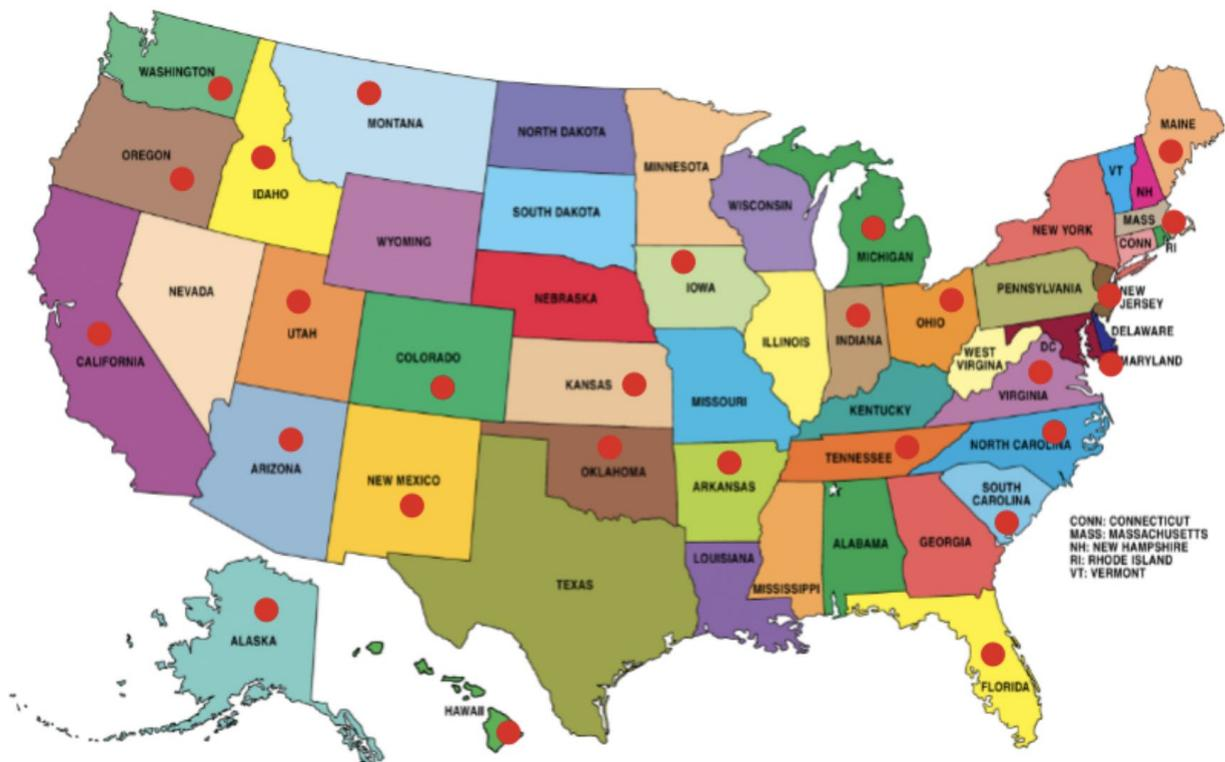 WASHINGTON
MONTANA
NORTH DAKOTA
MINNESOTA
MAINE
OREGON
IDAHO
VT
NH
SOUTH DAKOTA
WISCONSIN
MASS
WYOMING
NEW YORK
CONN
RI
MICHIGAN
NEVADA
NEBRASKA
IOWA
PENNSYLVANIA
NEW
JERSEY
UTAH
OHIO
DELAWARE
CALIFORNIA
COLORADO
ILLINOIS
INDIANA
WEST
VIRGINA
DC
MARYLAND
KANSAS
MISSOURI
KENTUCKY
VIRGINIA
ARIZONA
NEW MEXICO
OKLAHOMA
ARKANSAS
TENNESSEE
NORTH CAROLINA
SOUTH
CAROLINA
CONN: CONNECTICUT
MASS: MASSACHUSETTS
NH: NEW HAMPSHIRE
RI: RHODE ISLAND
VT: VERMONT
TEXAS
LOUISIANA
MISSISSIPPI
ALABAMA
GEORGIA
ALASKA
HAWAII
FLORIDA